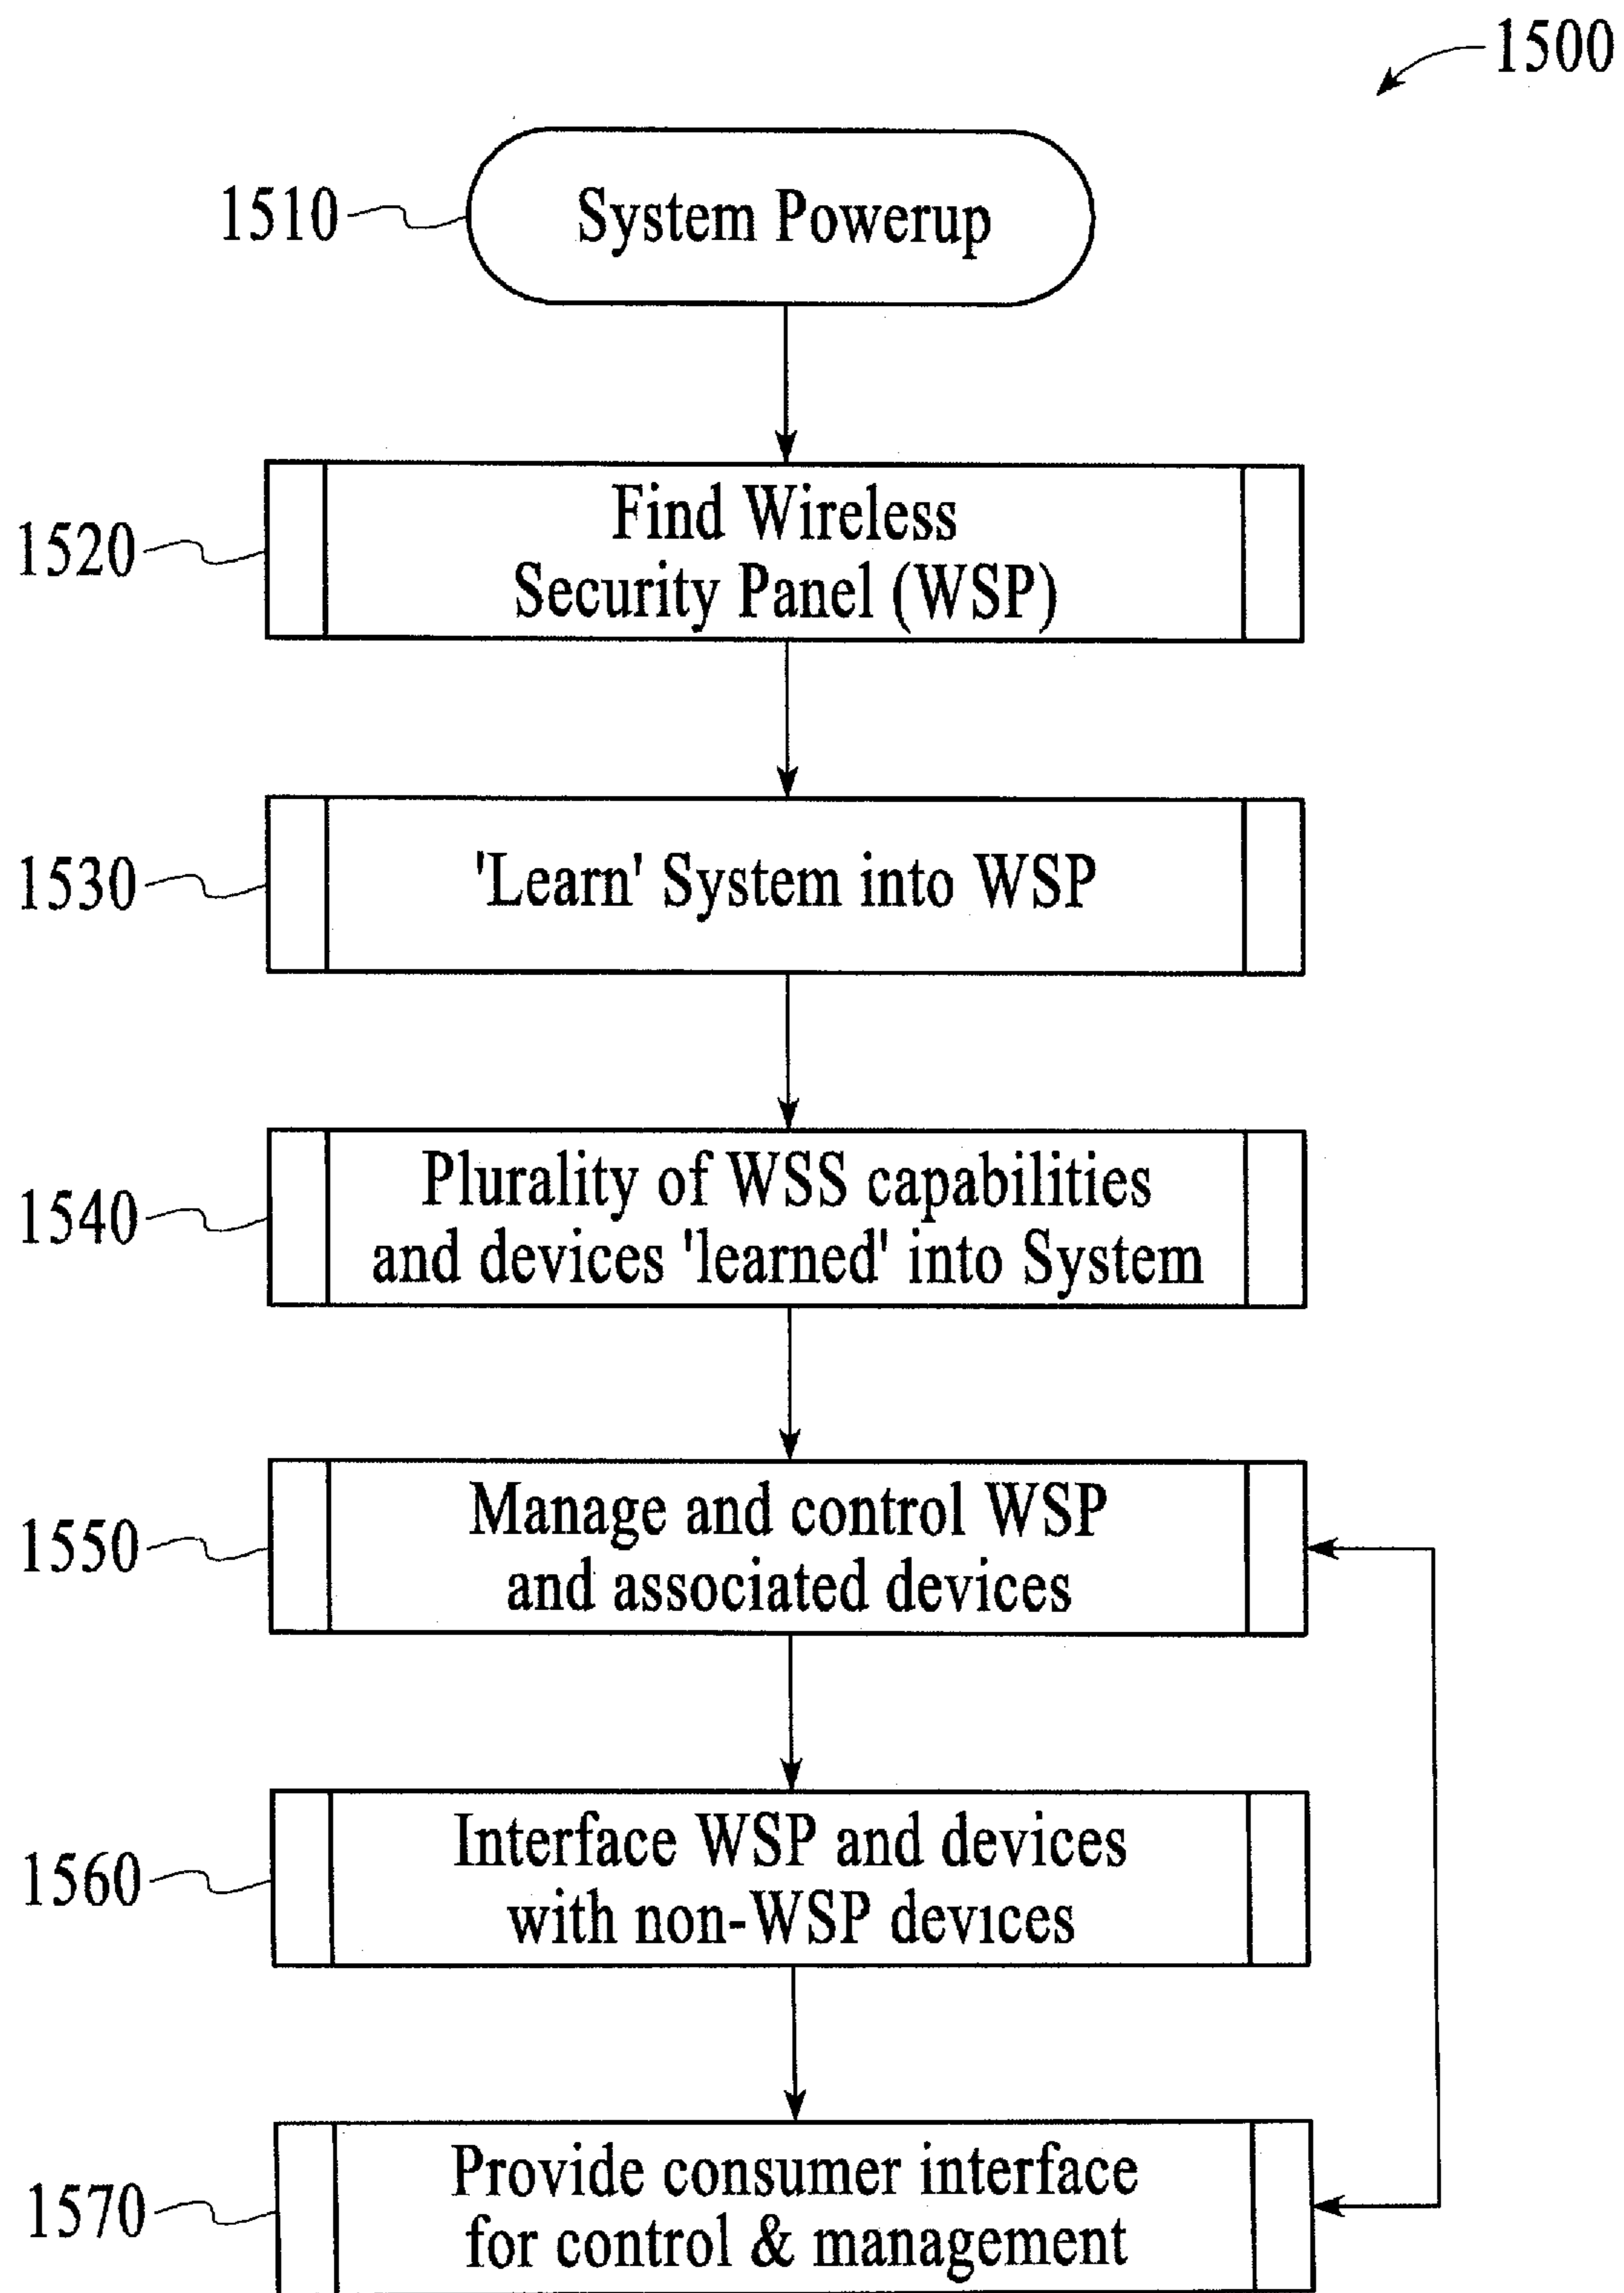 1500
1510
System Powerup
1520
Find Wireless
Security Panel (WSP)
1530
'Learn' System into WSP
1540
Plurality of WSS capabilities
and devices 'learned' into System
1550
Manage and control WSP
and associated devices
1560
Interface WSP and devices
with non-WSP devices
1570
Provide consumer interface
for control & management